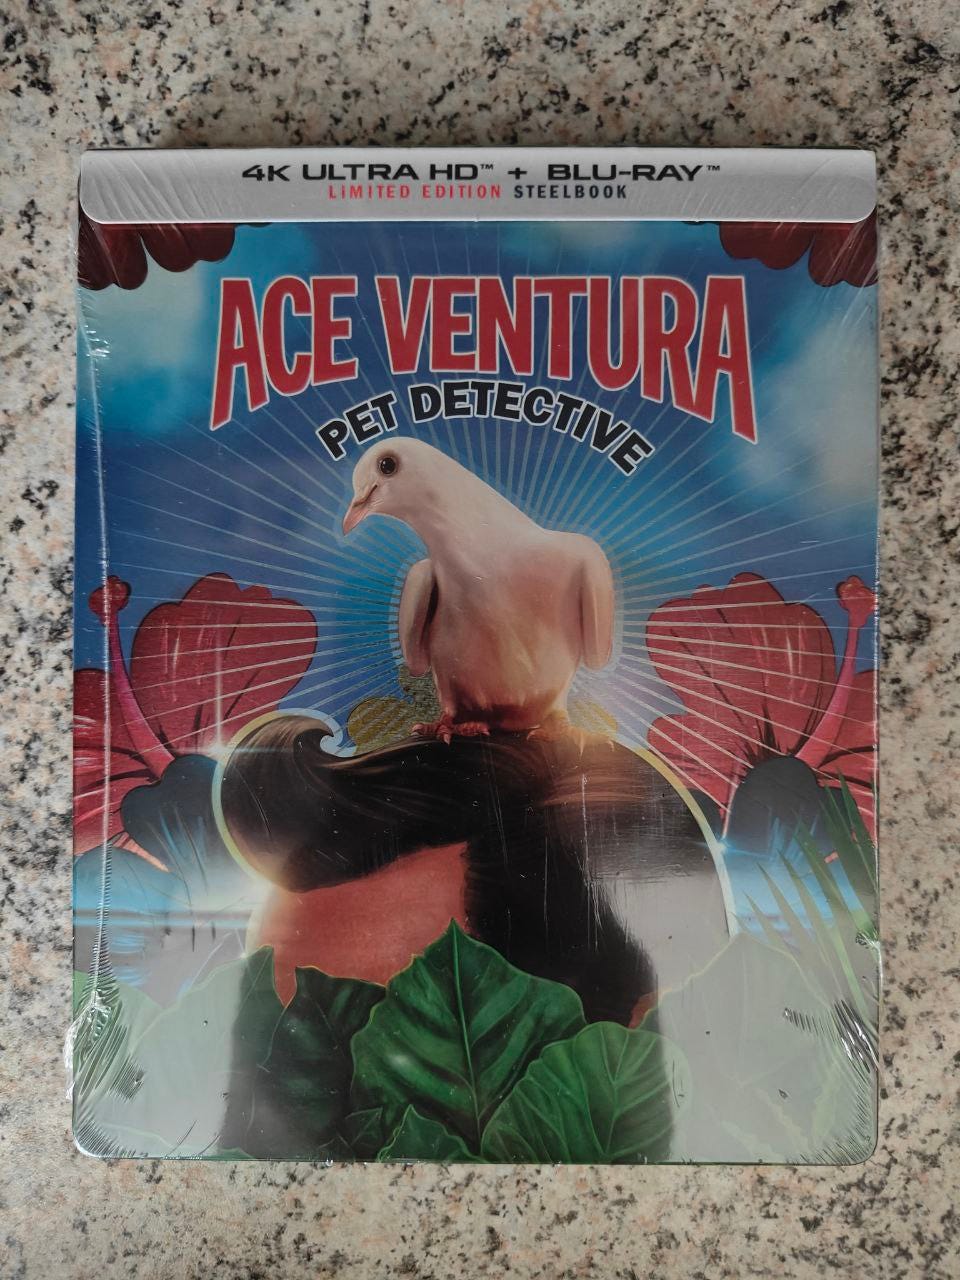 4K ULTRA HD™ + BLU-RAY™
LIMITED EDITION STEELBOOK
ACE VENTURA
PET DETECTIVE